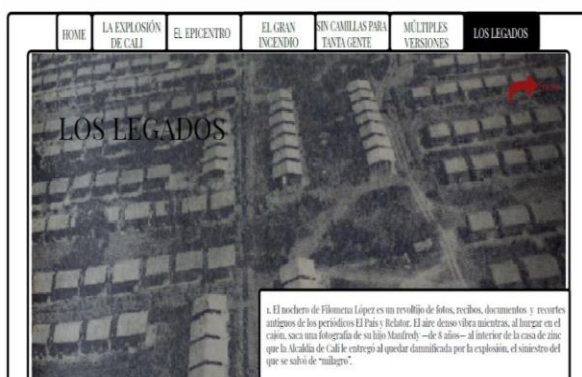 HOME
LA EXPLOSIÓN
DE CALI
EL EPICENTRO
EL GRAN
INCENDIO
SIN CAMILLAS PARA
TANTA GENTE
MÚLTIPLES
VERSIONES
LOS LEGADOS
LOS LEGADOS
1. El nochero de Filomena López es un revoltijo de fotos, recibos, documentos y recortes
antiguos de los periódicos El País y Relator. El aire denso vibra mientras, al hurgar en el
cajón, saca una fotografía de su hijo Manfredy —de 8 años— al interior de la casa de zinc
que la Alcaldía de Cali le entregó al quedar damnificada por la explosión, el siniestro del
que se salvó de “milagro”.